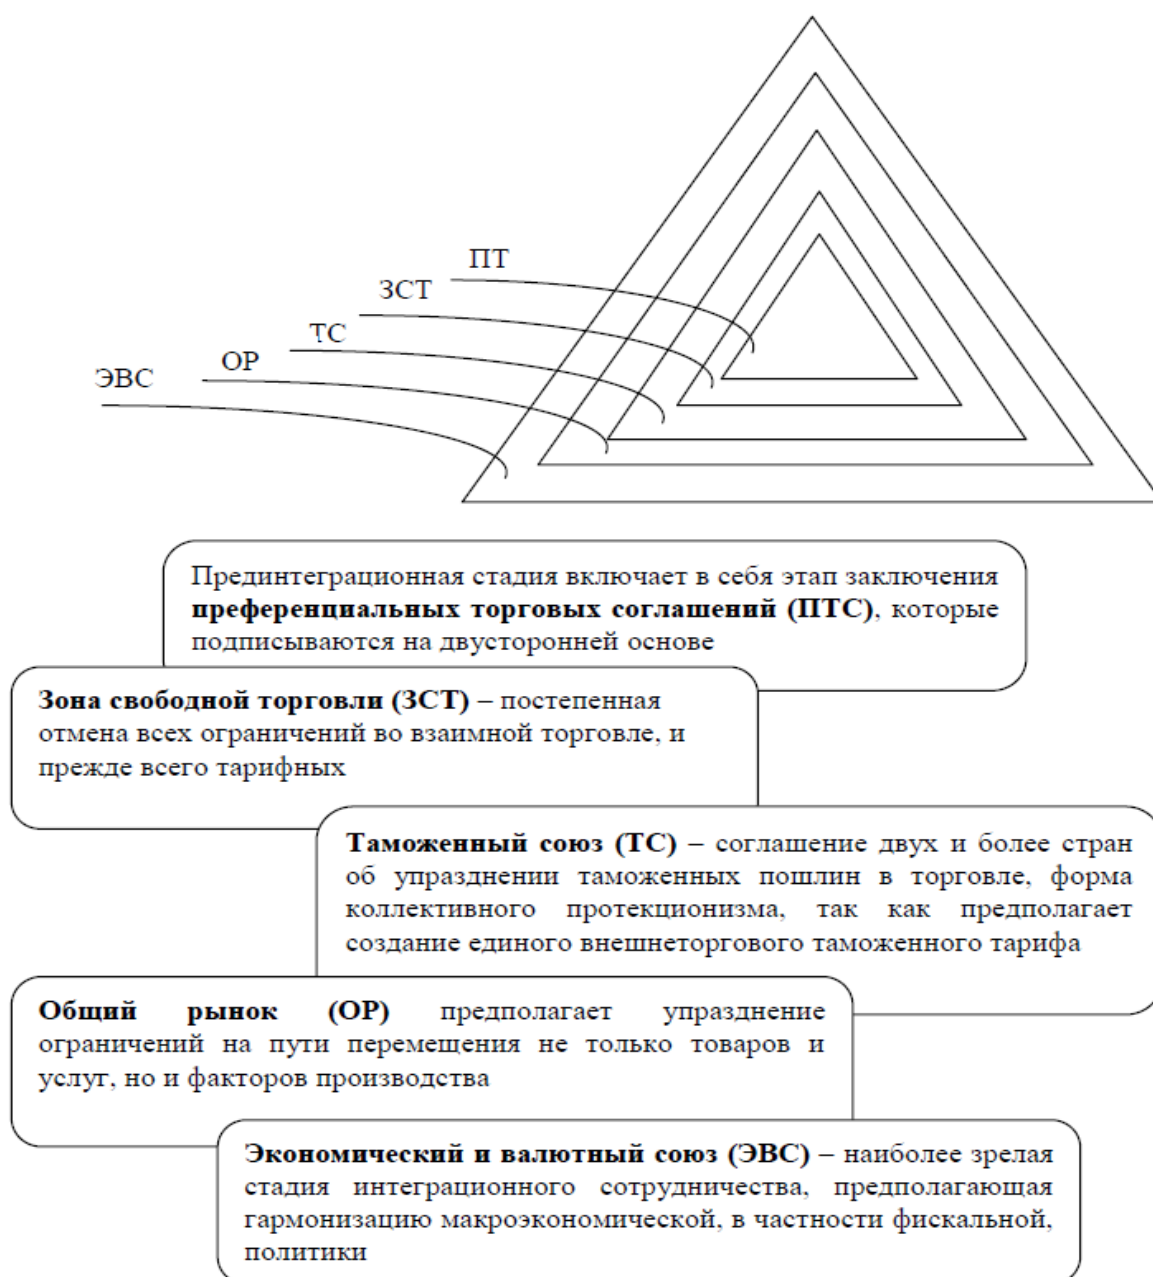 ПТ
ЗСТ
ТС
ОР
ЭВС
Прединтеграционная стадия включает в себя этап заключения
преференциальных торговых соглашений (ПТС), которые
подписываются на двусторонней основе
Зона свободной торговли (ЗСТ) – постепенная
отмена всех ограничений во взаимной торговле, и
прежде всего тарифных
Таможенный союз (ТС) – соглашение двух и более стран
об упразднении таможенных пошлин в торговле, форма
коллективного протекционизма, так как предполагает
создание единого внешнеторгового таможенного тарифа
Общий рынок (ОР) предполагает упразднение
ограничений на пути перемещения не только товаров и
услуг, но и факторов производства
Экономический и валютный союз (ЭВС) – наиболее зрелая
стадия интеграционного сотрудничества, предполагающая
гармонизацию макроэкономической, в частности фискальной,
политики